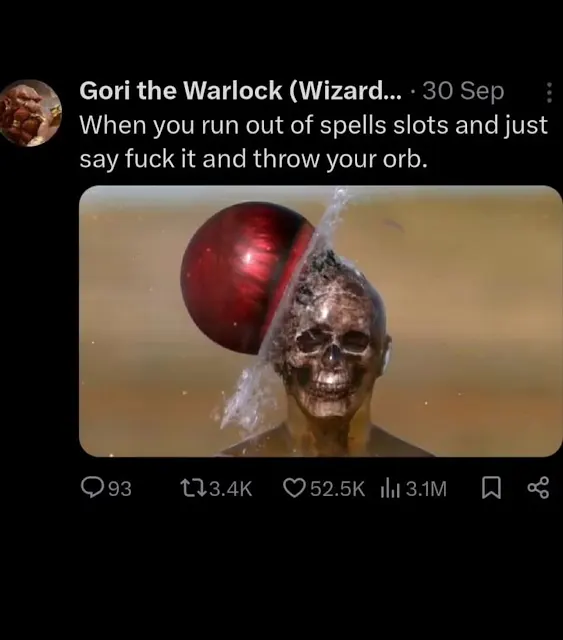 Gori the Warlock (Wizard... · 30 Sep
When you run out of spells slots and just
say fuck it and throw your orb.
93 3.4K 52.5K 3.1M